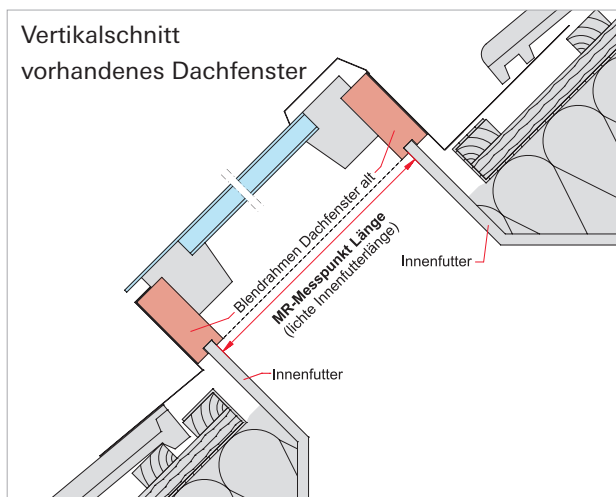 Vertikalschnitt
vorhandenes Dachfenster
Blendrahmen Dachfenster alt
MR-Messpunkt Länge
(lichte Innenfutterlänge)
Innenfutter
Innenfutter